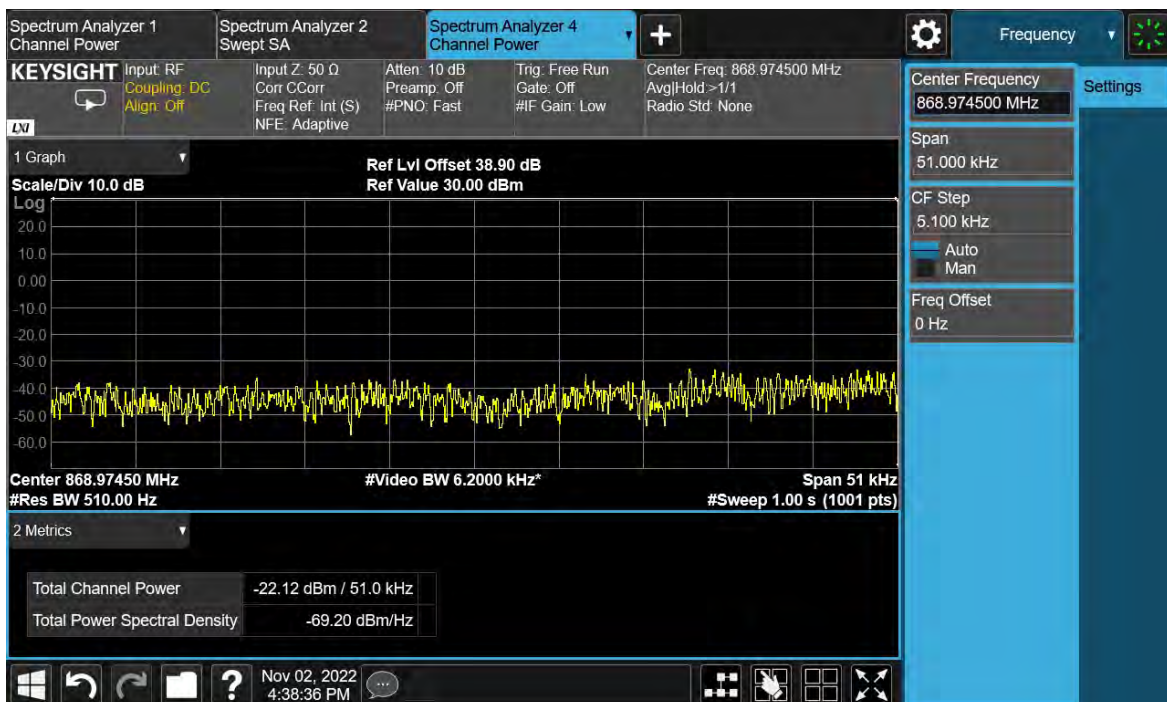 Spectrum Analyzer 1
Channel Power
Spectrum Analyzer 2
Swept SA
Spectrum Analyzer 4
Channel Power
Frequency
KEYSIGHT
LXI
Input: RF
Coupling: DC
Align: Off
Input Z: 50 Ω
Corr CCorr
Freq Ref: Int (S)
NFE: Adaptive
Atten: 10 dB
Preamp: Off
#PNO: Fast
Trig: Free Run
Gate: Off
#IF Gain: Low
Center Freq: 868.974500 MHz
Avg|Hold:>1/1
Radio Std: None
1 Graph
Scale/Div 10.0 dB
Ref Lvl Offset 38.90 dB
Ref Value 30.00 dBm
Log
20.0
10.0
0.00
-10.0
-20.0
-30.0
-40.0
-50.0
-60.0
Center 868.97450 MHz
#Res BW 510.00 Hz
#Video BW 6.2000 kHz*
Span 51 kHz
#Sweep 1.00 s (1001 pts)
2 Metrics
Total Channel Power -22.12 dBm / 51.0 kHz
Total Power Spectral Density -69.20 dBm/Hz
?
Nov 02, 2022
4:38:36 PM
Center Frequency
868.974500 MHz
Settings
Span
51.000 kHz
CF Step
5.100 kHz
Auto
Man
Freq Offset
0 Hz